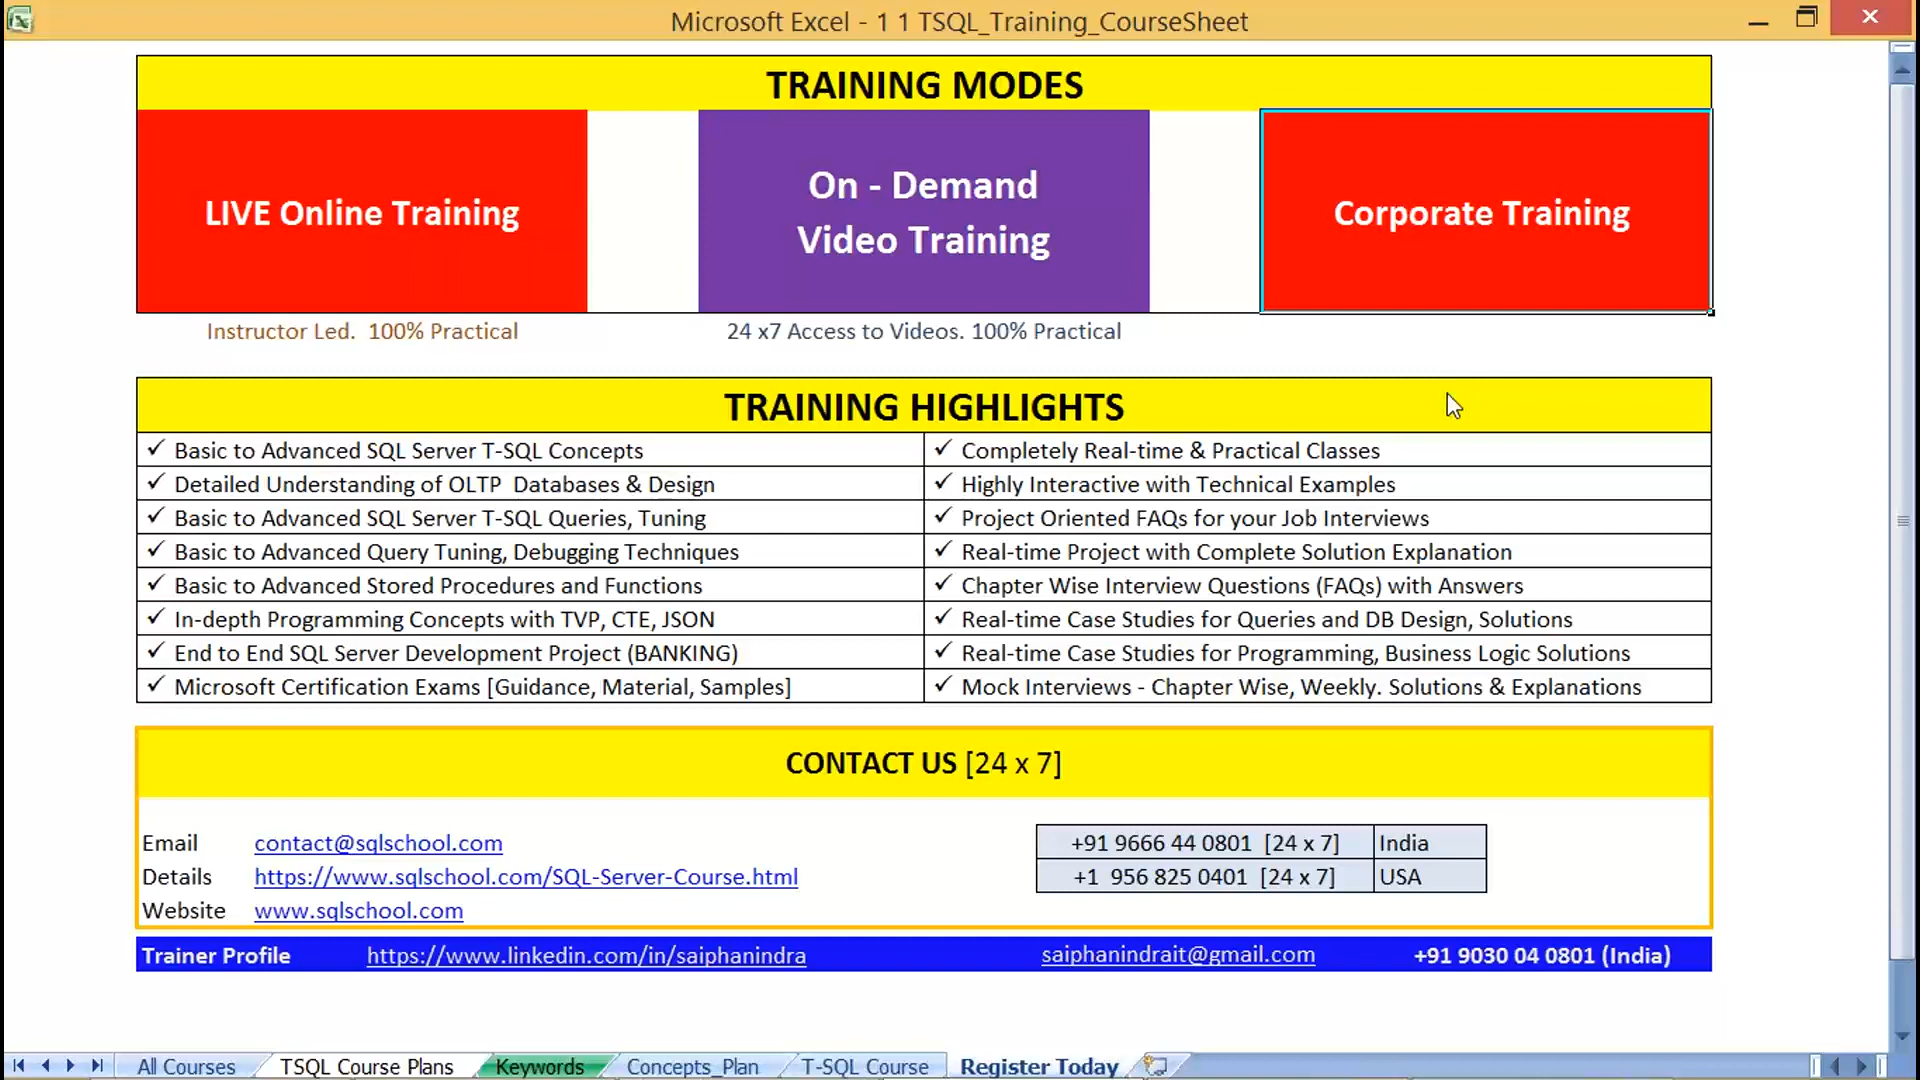 Microsoft Excel - 1 1 TSQL_Training_CourseSheet
TRAINING MODES
LIVE Online Training
On - Demand
Video Training
Corporate Training
Instructor Led.  100% Practical
24 x7 Access to Videos. 100% Practical
TRAINING HIGHLIGHTS
✓ Basic to Advanced SQL Server T-SQL Concepts
✓ Completely Real-time & Practical Classes
✓ Detailed Understanding of OLTP  Databases & Design
✓ Highly Interactive with Technical Examples
✓ Basic to Advanced SQL Server T-SQL Queries, Tuning
✓ Project Oriented FAQs for your Job Interviews
✓ Basic to Advanced Query Tuning, Debugging Techniques
✓ Real-time Project with Complete Solution Explanation
✓ Basic to Advanced Stored Procedures and Functions
✓ Chapter Wise Interview Questions (FAQs) with Answers
✓ In-depth Programming Concepts with TVP, CTE, JSON
✓ Real-time Case Studies for Queries and DB Design, Solutions
✓ End to End SQL Server Development Project (BANKING)
✓ Real-time Case Studies for Programming, Business Logic Solutions
✓ Microsoft Certification Exams [Guidance, Material, Samples]
✓ Mock Interviews - Chapter Wise, Weekly. Solutions & Explanations
CONTACT US [24 x 7]
Email contact@sqlschool.com
+91 9666 44 0801  [24 x 7] India
Details https://www.sqlschool.com/SQL-Server-Course.html
+1  956 825 0401  [24 x 7] USA
Website www.sqlschool.com
Trainer Profile https://www.linkedin.com/in/saiphanindra saiphanindrait@gmail.com +91 9030 04 0801 (India)
All Courses TSQL Course Plans Keywords Concepts_Plan T-SQL Course Register Today